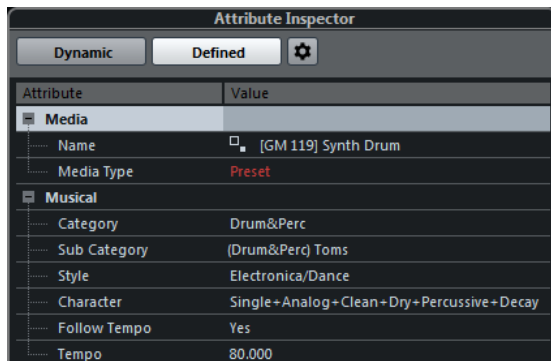 Attribute Inspector
Dynamic Defined
Attribute Value
Media
Name [GM 119] Synth Drum
Media Type Preset
Musical
Category Drum&Perc
Sub Category (Drum&Perc) Toms
Style Electronica/Dance
Character Single+Analog+Clean+Dry+Percussive+Decay
Follow Tempo Yes
Tempo 80.000